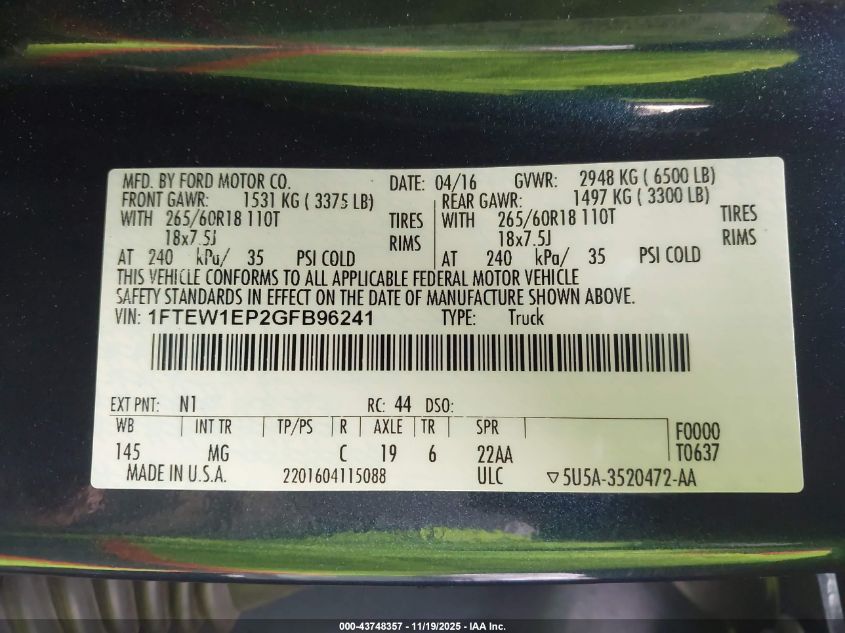 MFD. BY FORD MOTOR CO. DATE: 04/16 GVWR: 2948 KG ( 6500 LB)
FRONT GAWR: 1531 KG ( 3375 LB) REAR GAWR: 1497 KG ( 3300 LB)
WITH 265/60R18 110T TIRES WITH 265/60R18 110T TIRES
18x7.5J RIMS 18x7.5J RIMS
AT 240 kPa/ 35 PSI COLD AT 240 kPa/ 35 PSI COLD
THIS VEHICLE CONFORMS TO ALL APPLICABLE FEDERAL MOTOR VEHICLE
SAFETY STANDARDS IN EFFECT ON THE DATE OF MANUFACTURE SHOWN ABOVE.
VIN: 1FTEW1EP2GFB96241 TYPE: Truck
EXT PNT: N1 RC: 44 DSO:
WB INT TR TP/PS R AXLE TR SPR F0000
145 MG C 19 6 22AA T0637
MADE IN U.S.A. 2201604115088 ULC ▽5U5A-3520472-AA
000-43748357 - 11/19/2025 - IAA Inc.